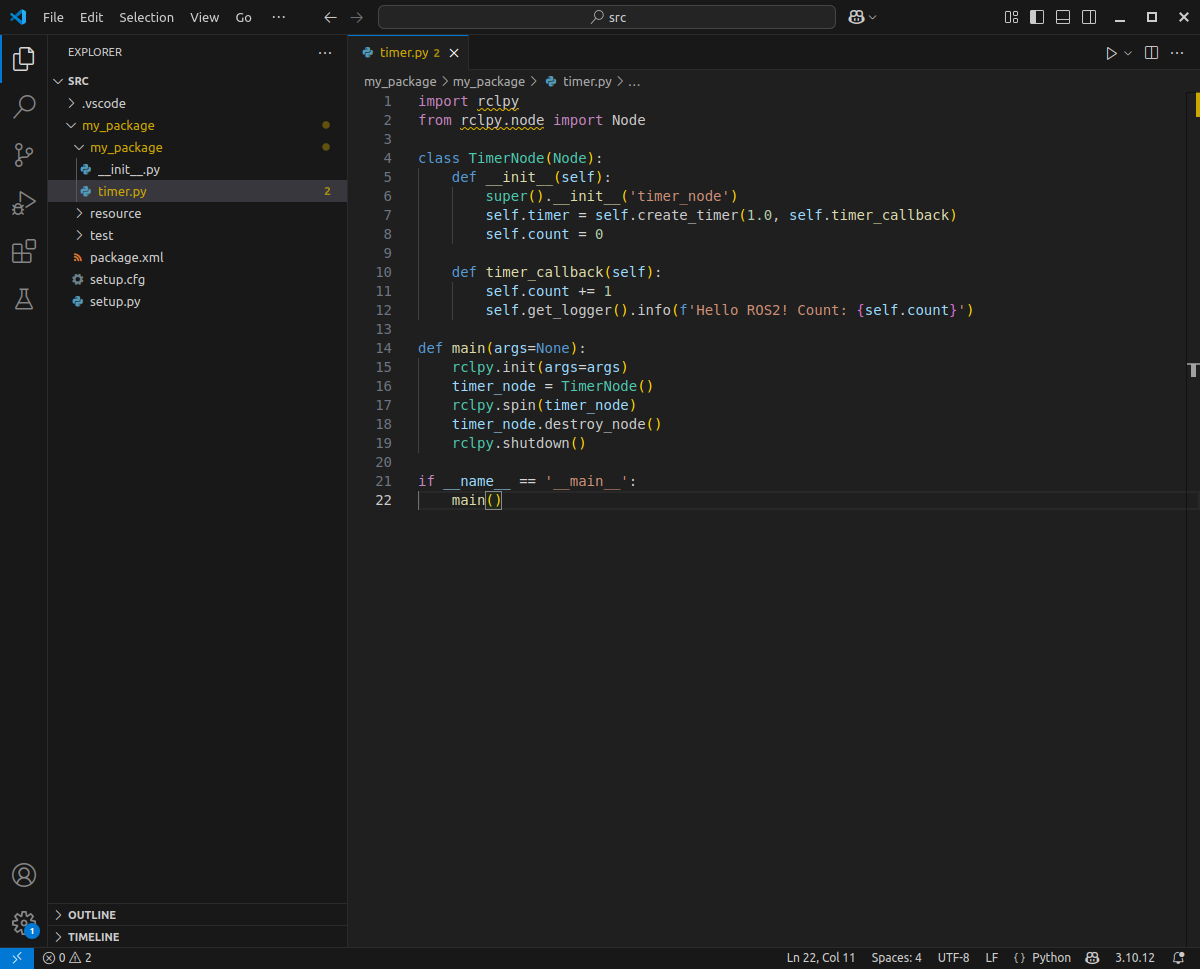 File Edit Selection View Go ···
src
EXPLORER ···
SRC
.vscode
my_package
my_package
__init__.py
timer.py 2
resource
test
package.xml
setup.cfg
setup.py
OUTLINE
TIMELINE
timer.py 2
my_package > my_package > timer.py > ...
1 import rclpy
2 from rclpy.node import Node
3
4 class TimerNode(Node):
5     def __init__(self):
6         super().__init__('timer_node')
7         self.timer = self.create_timer(1.0, self.timer_callback)
8         self.count = 0
9
10     def timer_callback(self):
11         self.count += 1
12         self.get_logger().info(f'Hello ROS2! Count: {self.count}')
13
14 def main(args=None):
15     rclpy.init(args=args)
16     timer_node = TimerNode()
17     rclpy.spin(timer_node)
18     timer_node.destroy_node()
19     rclpy.shutdown()
20
21 if __name__ == '__main__':
22     main()
1
0 2 Ln 22, Col 11 Spaces: 4 UTF-8 LF {} Python 3.10.12